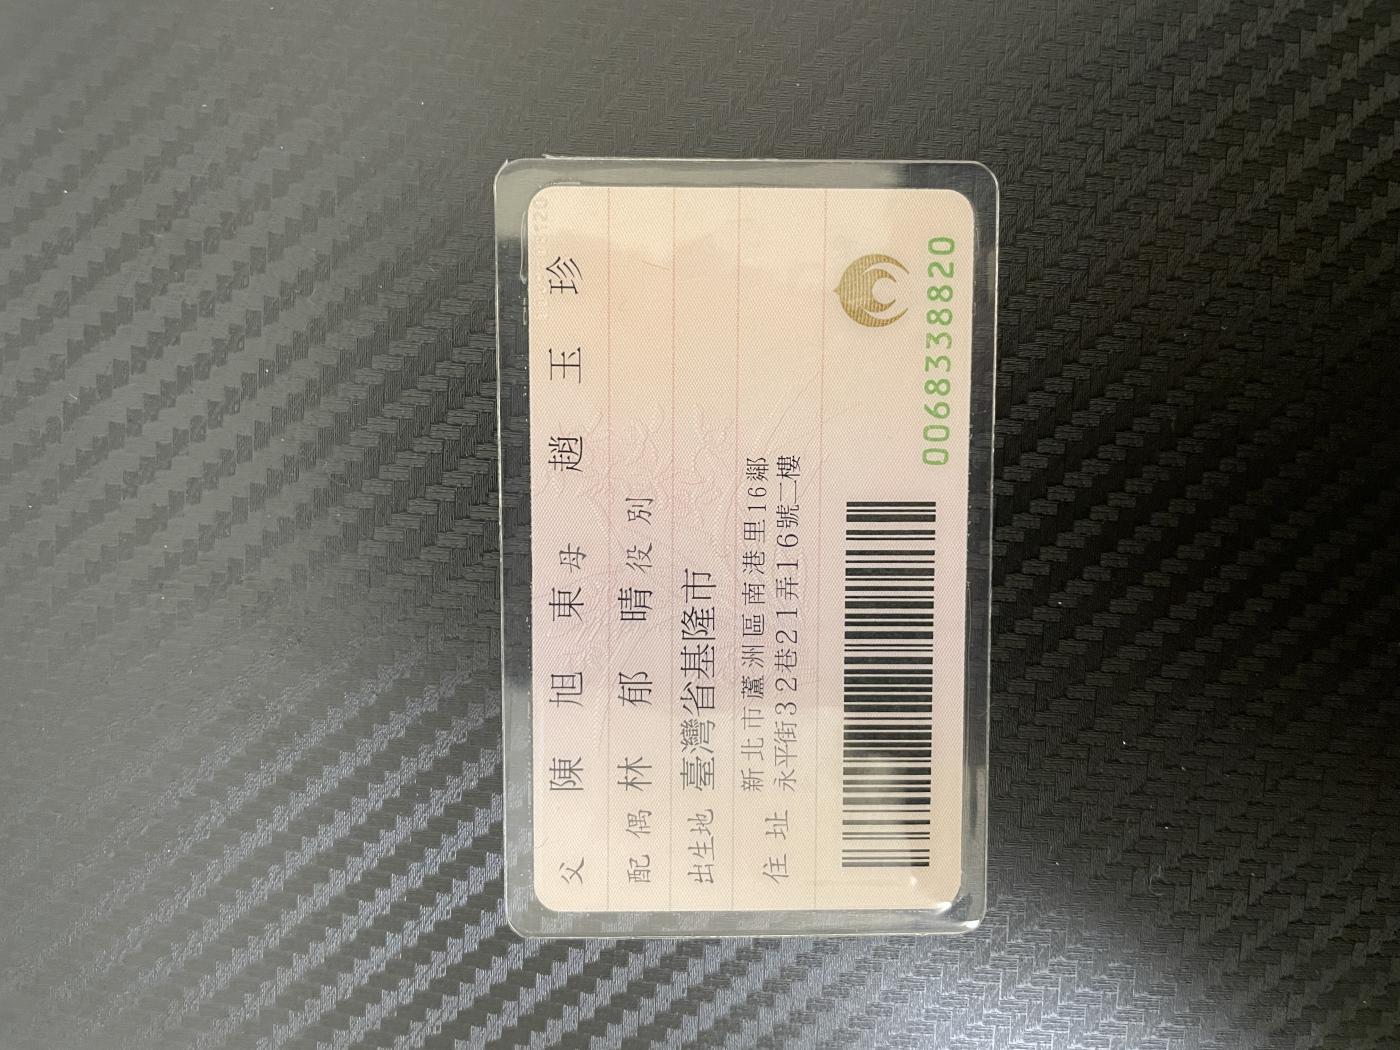 父 陳旭東 母 趙玉珍
配偶 林郁晴 役別
出生地 臺灣省基隆市
住址 新北市蘆洲區南港里16鄰
永平街32巷21弄16號二樓
0068338820